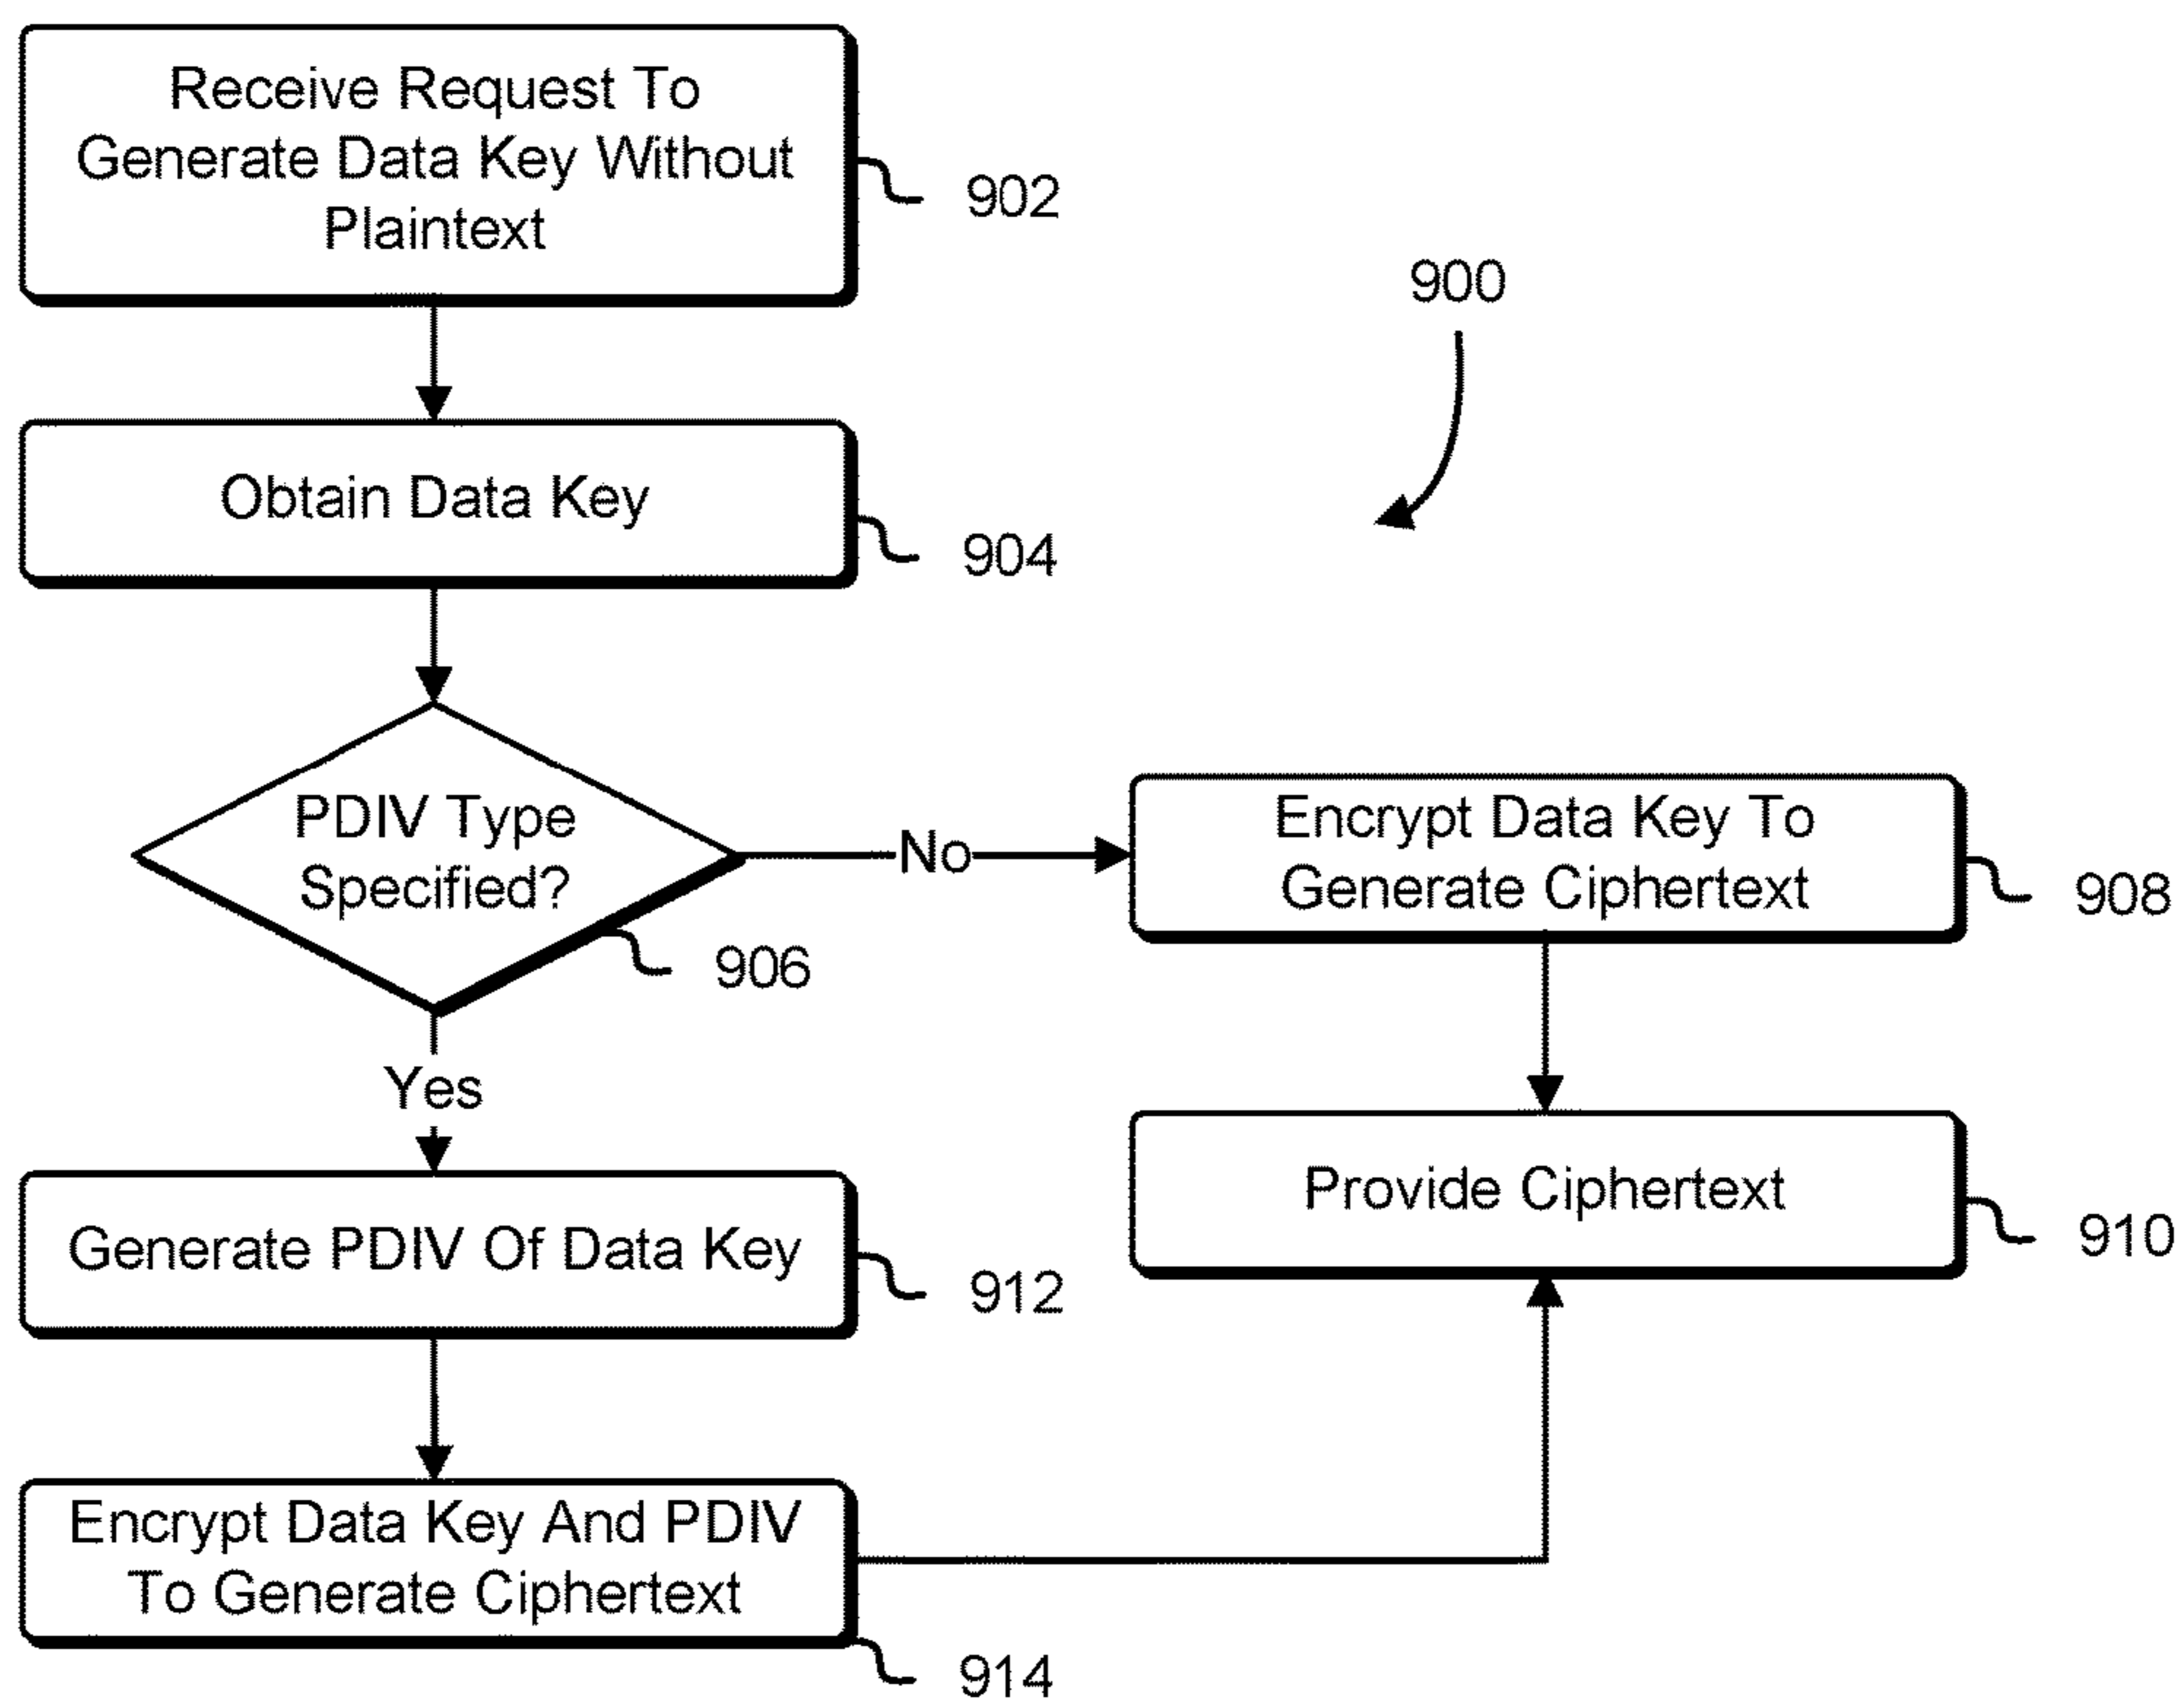 Receive Request To
Generate Data Key Without
Plaintext
902
900
Obtain Data Key
904
PDIV Type
Specified?
906
No
Encrypt Data Key To
Generate Ciphertext
908
Yes
Provide Ciphertext
910
Generate PDIV Of Data Key
912
Encrypt Data Key And PDIV
To Generate Ciphertext
914